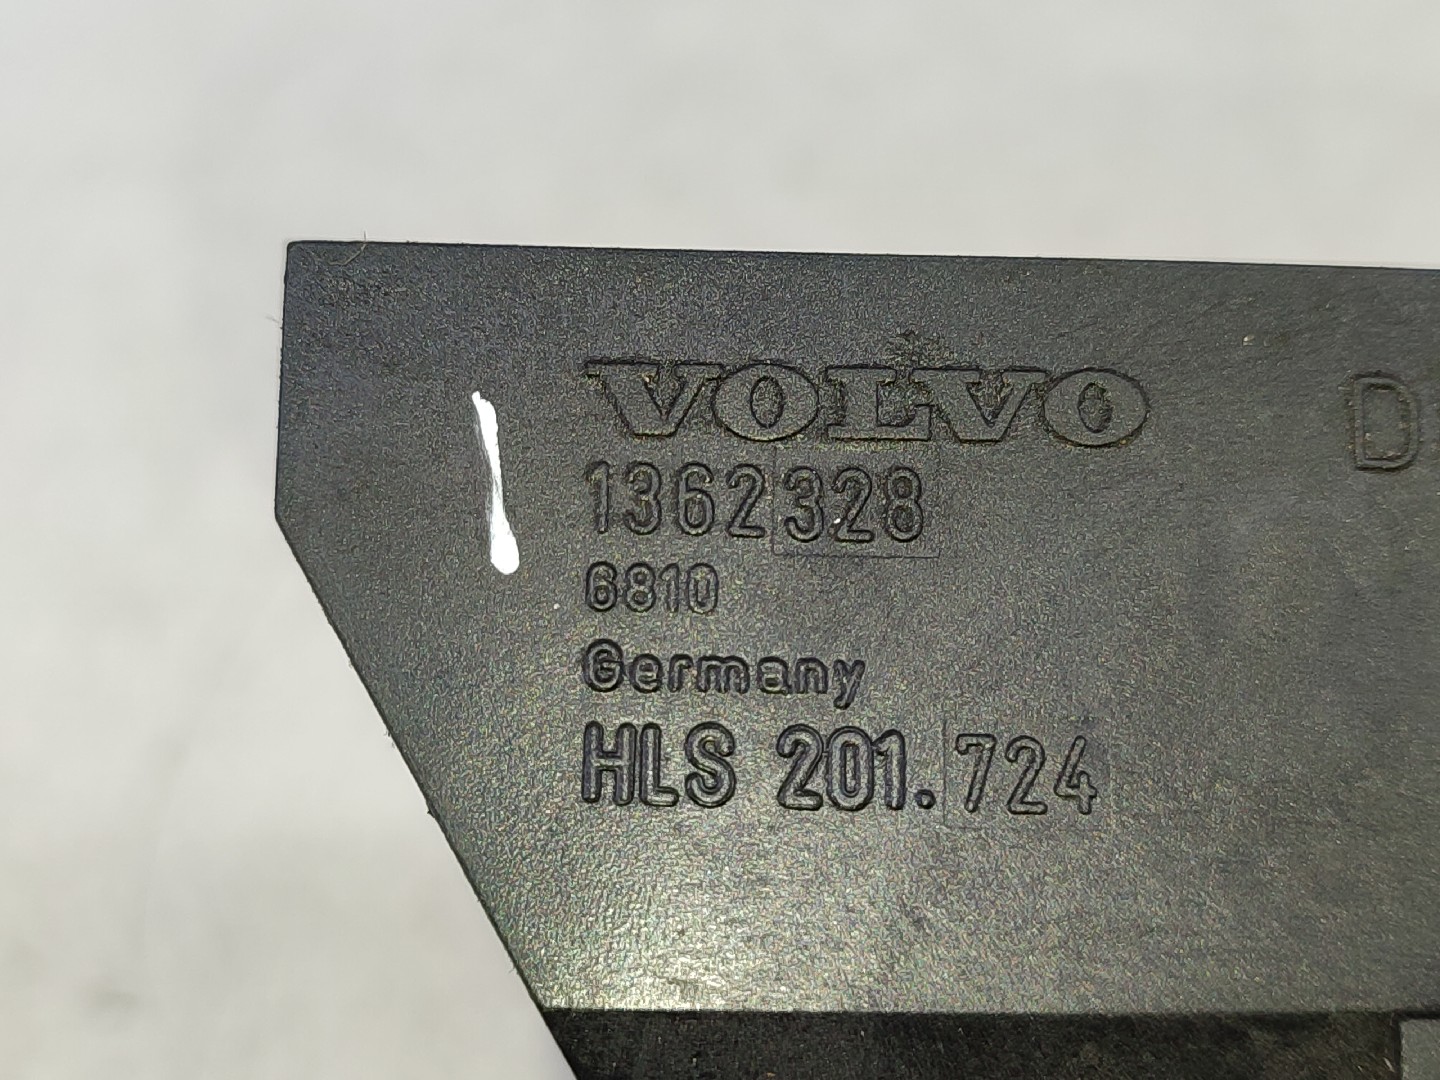 VOLVO
D
1362328
6810
Germany
HLS 201.724